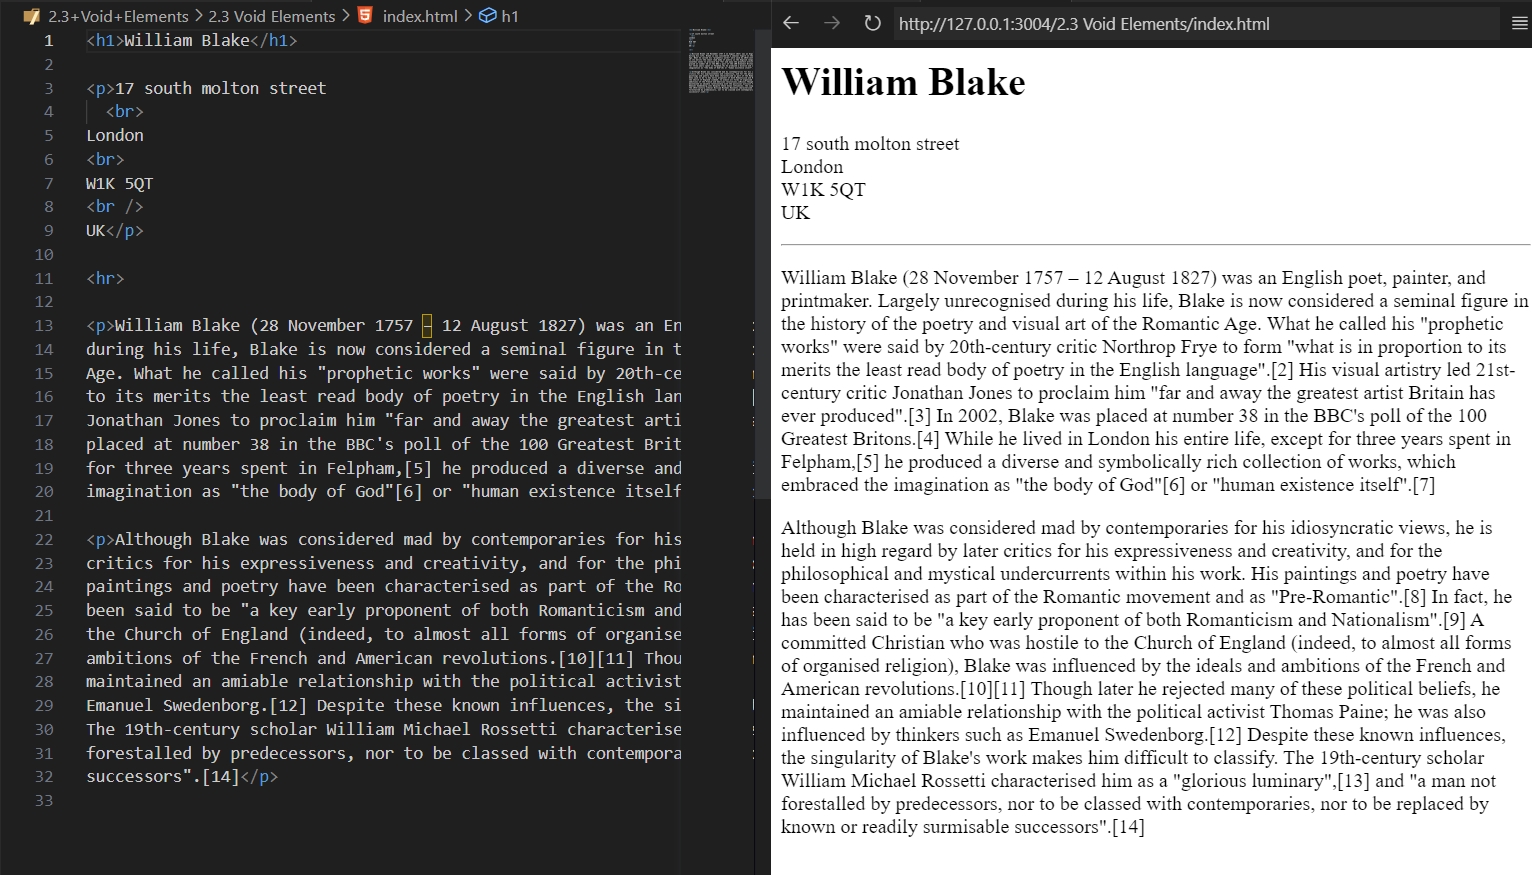 2.3+Void+Elements > 2.3 Void Elements > index.html > h1
1 <h1>William Blake</h1>
2
3 <p>17 south molton street
4 <br>
5 London
6 <br>
7 W1K 5QT
8 <br />
9 UK</p>
10
11 <hr>
12
13 <p>William Blake (28 November 1757 – 12 August 1827) was an En
14 during his life, Blake is now considered a seminal figure in t
15 Age. What he called his "prophetic works" were said by 20th-ce
16 to its merits the least read body of poetry in the English lan
17 Jonathan Jones to proclaim him "far and away the greatest arti
18 placed at number 38 in the BBC's poll of the 100 Greatest Brit
19 for three years spent in Felpham,[5] he produced a diverse and
20 imagination as "the body of God"[6] or "human existence itself
21
22 <p>Although Blake was considered mad by contemporaries for his
23 critics for his expressiveness and creativity, and for the phi
24 paintings and poetry have been characterised as part of the Ro
25 been said to be "a key early proponent of both Romanticism and
26 the Church of England (indeed, to almost all forms of organise
27 ambitions of the French and American revolutions.[10][11] Thou
28 maintained an amiable relationship with the political activist
29 Emanuel Swedenborg.[12] Despite these known influences, the si
30 The 19th-century scholar William Michael Rossetti characterise
31 forestalled by predecessors, nor to be classed with contempora
32 successors".[14]</p>
33
http://127.0.0.1:3004/2.3 Void Elements/index.html
William Blake
17 south molton street
London
W1K 5QT
UK
William Blake (28 November 1757 – 12 August 1827) was an English poet, painter, and
printmaker. Largely unrecognised during his life, Blake is now considered a seminal figure in
the history of the poetry and visual art of the Romantic Age. What he called his "prophetic
works" were said by 20th-century critic Northrop Frye to form "what is in proportion to its
merits the least read body of poetry in the English language".[2] His visual artistry led 21st-
century critic Jonathan Jones to proclaim him "far and away the greatest artist Britain has
ever produced".[3] In 2002, Blake was placed at number 38 in the BBC's poll of the 100
Greatest Britons.[4] While he lived in London his entire life, except for three years spent in
Felpham,[5] he produced a diverse and symbolically rich collection of works, which
embraced the imagination as "the body of God"[6] or "human existence itself".[7]
Although Blake was considered mad by contemporaries for his idiosyncratic views, he is
held in high regard by later critics for his expressiveness and creativity, and for the
philosophical and mystical undercurrents within his work. His paintings and poetry have
been characterised as part of the Romantic movement and as "Pre-Romantic".[8] In fact, he
has been said to be "a key early proponent of both Romanticism and Nationalism".[9] A
committed Christian who was hostile to the Church of England (indeed, to almost all forms
of organised religion), Blake was influenced by the ideals and ambitions of the French and
American revolutions.[10][11] Though later he rejected many of these political beliefs, he
maintained an amiable relationship with the political activist Thomas Paine; he was also
influenced by thinkers such as Emanuel Swedenborg.[12] Despite these known influences,
the singularity of Blake's work makes him difficult to classify. The 19th-century scholar
William Michael Rossetti characterised him as a "glorious luminary",[13] and "a man not
forestalled by predecessors, nor to be classed with contemporaries, nor to be replaced by
known or readily surmisable successors".[14]